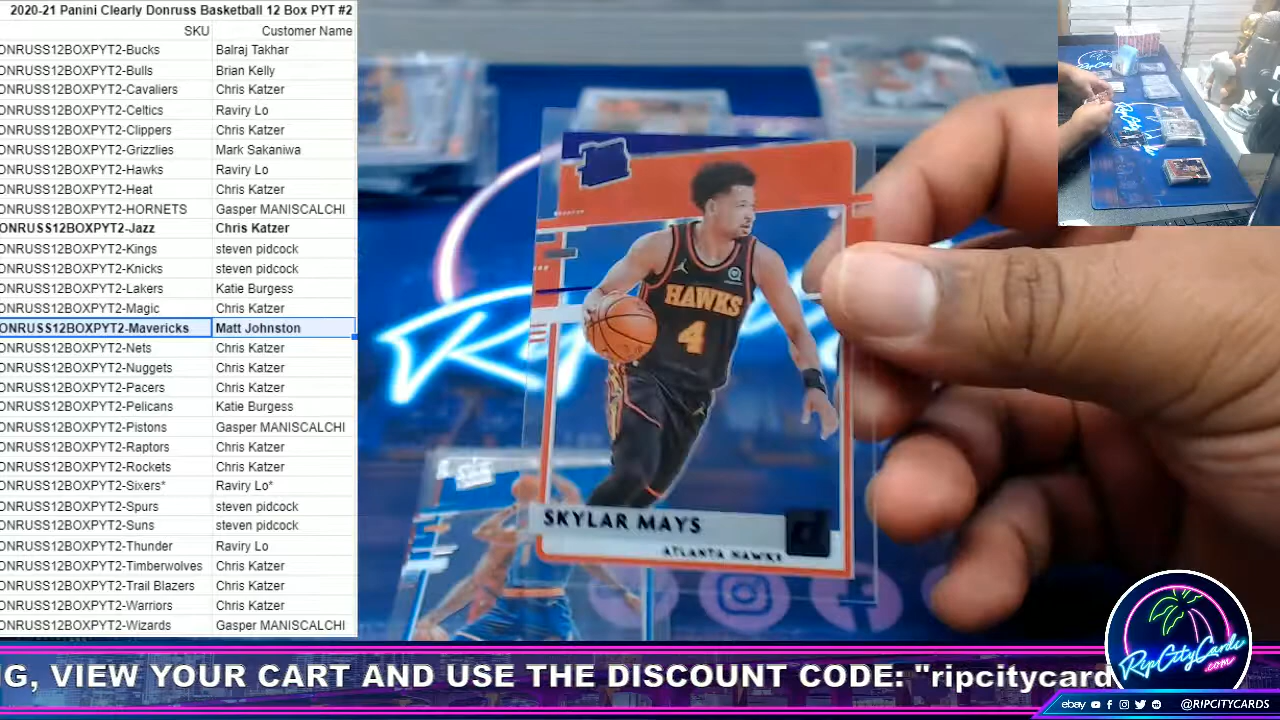 2020-21 Panini Clearly Donruss Basketball 12 Box PYT #2
SKU Customer Name
ONRUSS12BOXPYT2-Bucks Balraj Takhar
ONRUSS12BOXPYT2-Bulls Brian Kelly
ONRUSS12BOXPYT2-Cavaliers Chris Katzer
ONRUSS12BOXPYT2-Celtics Raviry Lo
ONRUSS12BOXPYT2-Clippers Chris Katzer
ONRUSS12BOXPYT2-Grizzlies Mark Sakaniwa
ONRUSS12BOXPYT2-Hawks Raviry Lo
ONRUSS12BOXPYT2-Heat Chris Katzer
ONRUSS12BOXPYT2-HORNETS Gasper MANISCALCHI
ONRUSS12BOXPYT2-Jazz Chris Katzer
ONRUSS12BOXPYT2-Kings steven pidcock
ONRUSS12BOXPYT2-Knicks steven pidcock
ONRUSS12BOXPYT2-Lakers Katie Burgess
ONRUSS12BOXPYT2-Magic Chris Katzer
ONRUSS12BOXPYT2-Mavericks Matt Johnston
ONRUSS12BOXPYT2-Nets Chris Katzer
ONRUSS12BOXPYT2-Nuggets Chris Katzer
ONRUSS12BOXPYT2-Pacers Chris Katzer
ONRUSS12BOXPYT2-Pelicans Katie Burgess
ONRUSS12BOXPYT2-Pistons Gasper MANISCALCHI
ONRUSS12BOXPYT2-Raptors Chris Katzer
ONRUSS12BOXPYT2-Rockets Chris Katzer
ONRUSS12BOXPYT2-Sixers* Raviry Lo*
ONRUSS12BOXPYT2-Spurs steven pidcock
ONRUSS12BOXPYT2-Suns steven pidcock
ONRUSS12BOXPYT2-Thunder Raviry Lo
ONRUSS12BOXPYT2-Timberwolves Chris Katzer
ONRUSS12BOXPYT2-Trail Blazers Chris Katzer
ONRUSS12BOXPYT2-Warriors Chris Katzer
ONRUSS12BOXPYT2-Wizards Gasper MANISCALCHI
HAWKS
4
SKYLAR MAYS
ATLANTA HAWKS
G, VIEW YOUR CART AND USE THE DISCOUNT CODE: "ripcitycard
RipCityCards
.com
ebay @RIPCITYCARDS